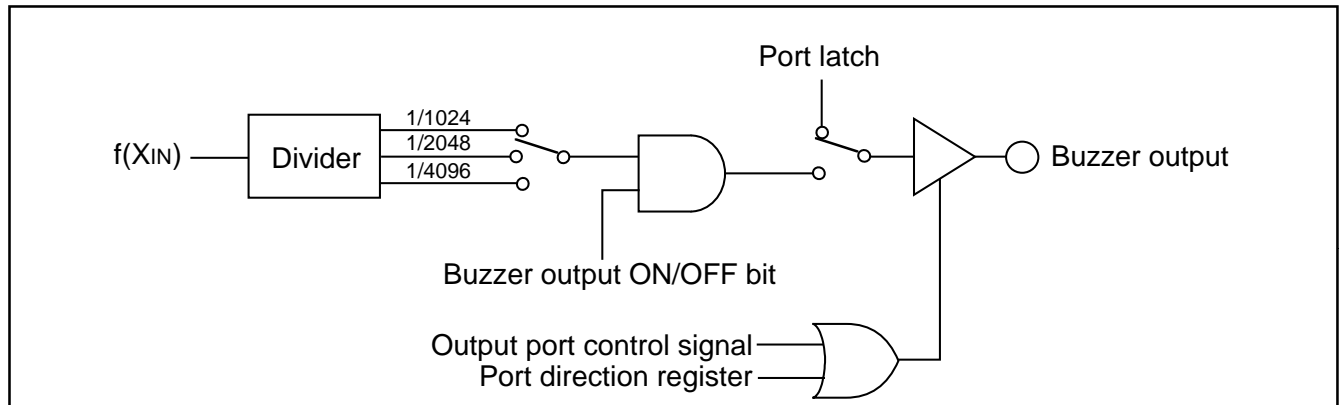 Port latch
1/1024
1/2048
1/4096
f(XIN)
Divider
Buzzer output
Buzzer output ON/OFF bit
Output port control signal
Port direction register